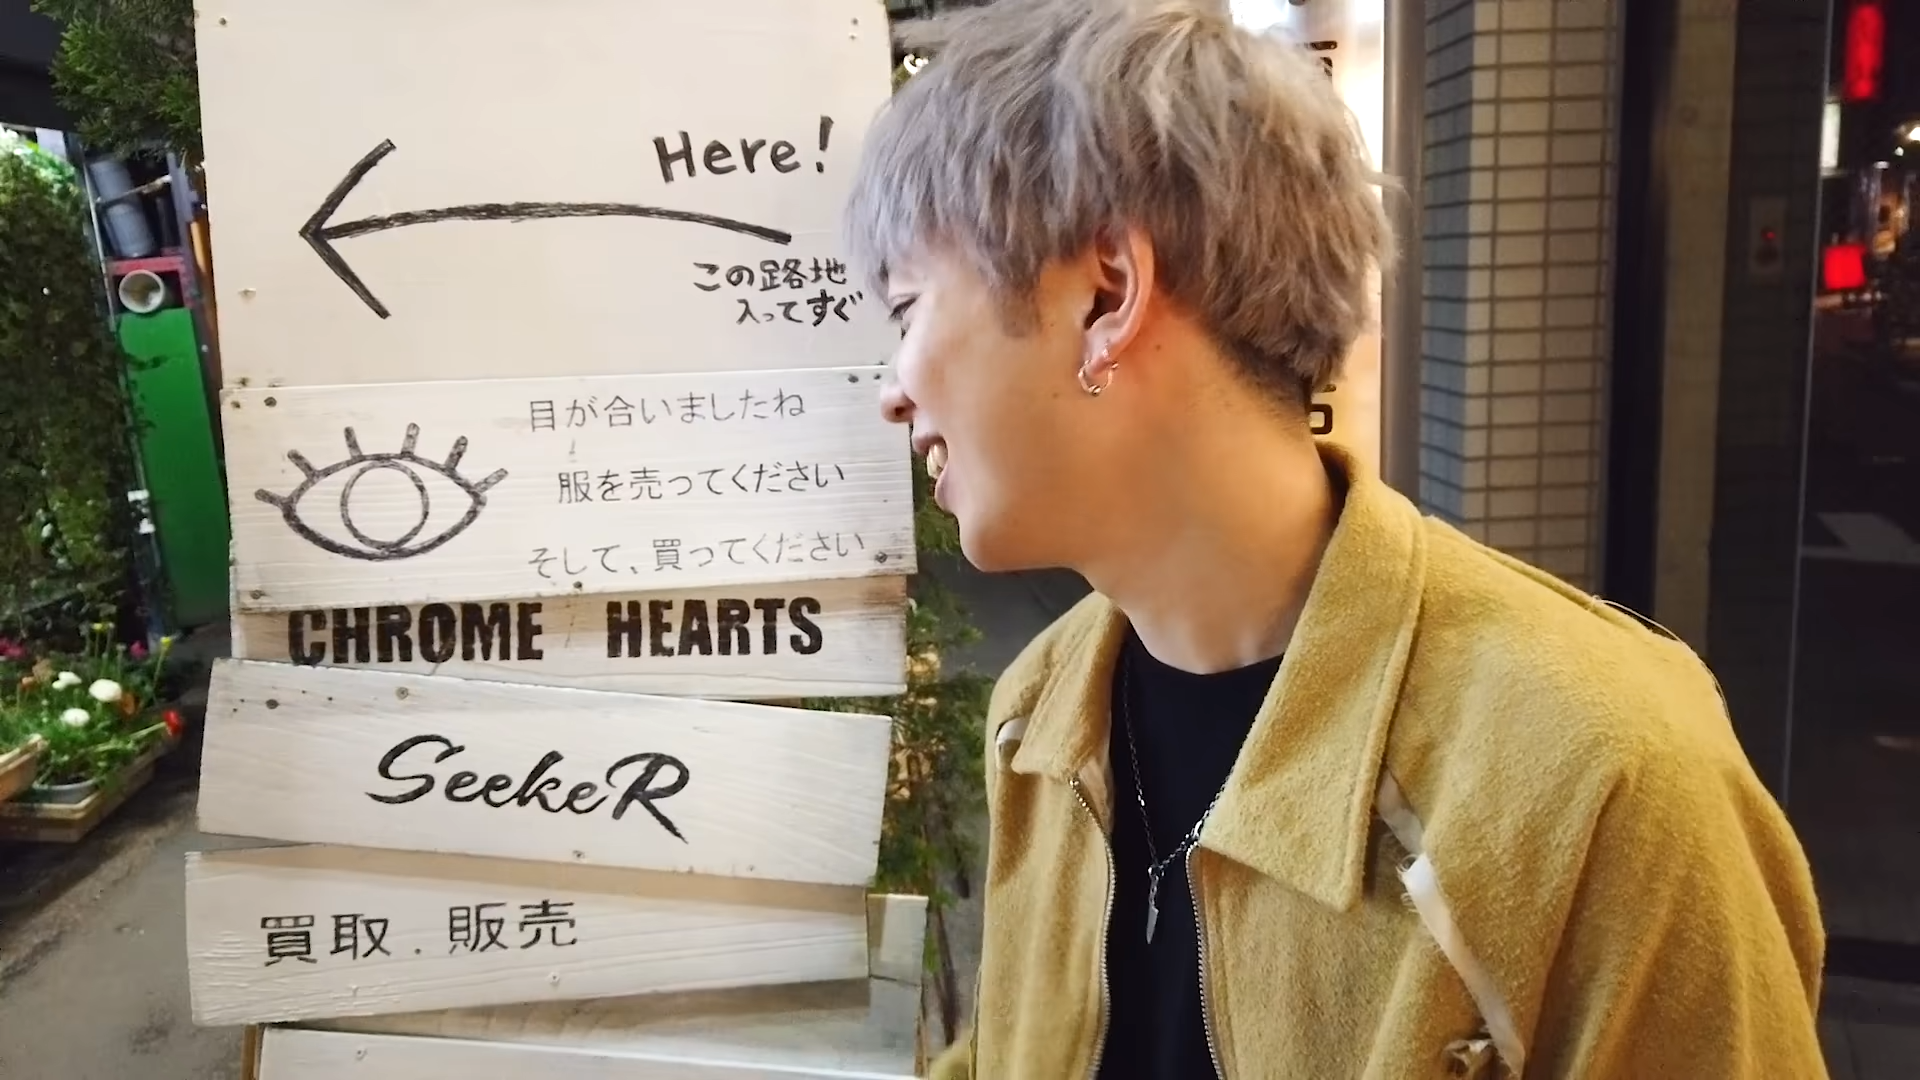 Here!
この路地
入ってすぐ
目が合いましたね
服を売ってください
そして、買ってください
CHROME HEARTS
SeekeR
買取.販売